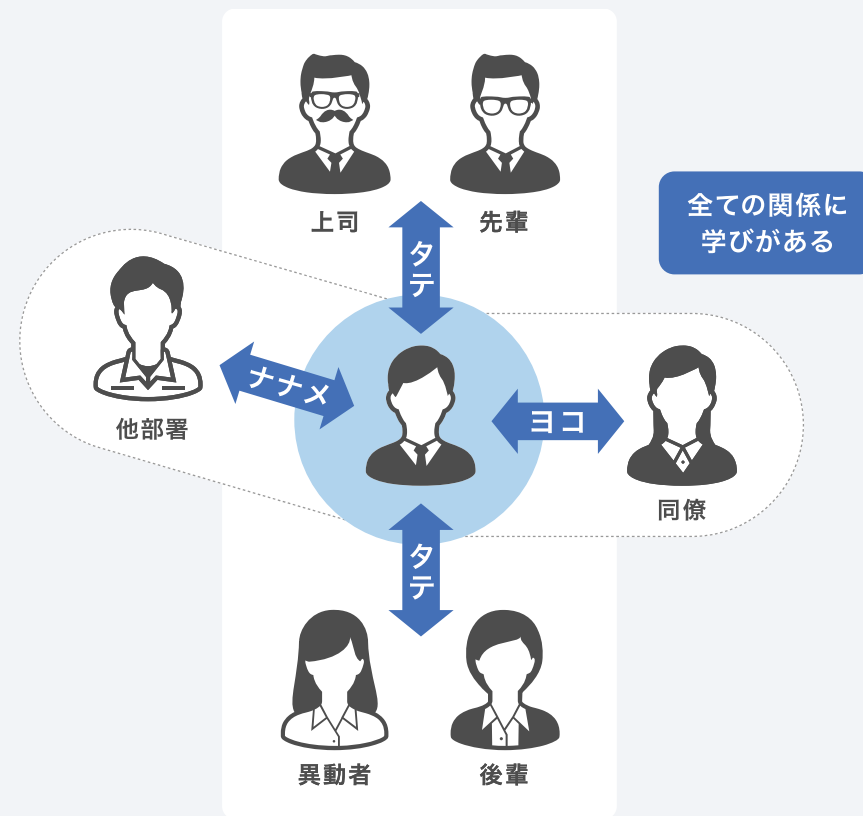 上司
先輩
全ての関係に
学びがある
タテ
ナナメ
他部署
ヨコ
同僚
タテ
異動者
後輩